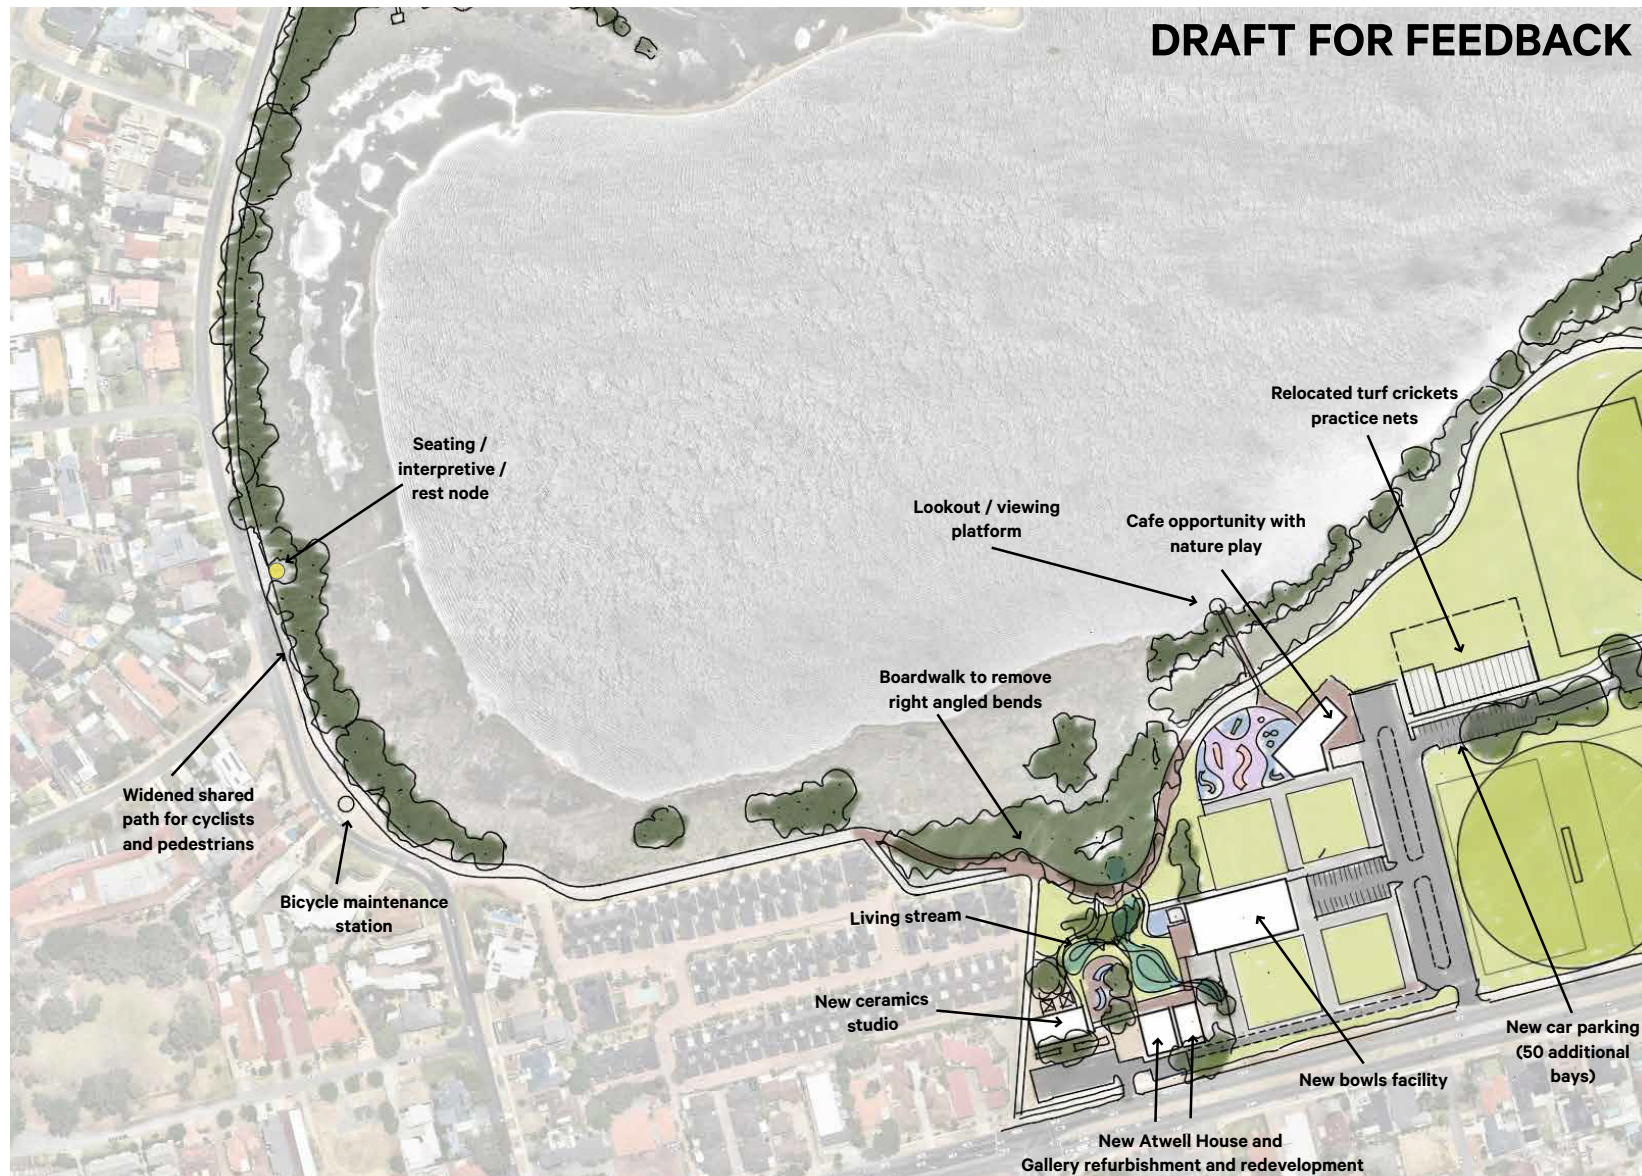 DRAFT FOR FEEDBACK
Relocated turf crickets
practice nets
Seating /
interpretive /
rest node
Lookout / viewing
platform
Cafe opportunity with
nature play
Boardwalk to remove
right angled bends
Widened shared
path for cyclists
and pedestrians
Bicycle maintenance
station
Living stream
New ceramics
studio
New car parking
(50 additional
bays)
New bowls facility
New Atwell House and
Gallery refurbishment and redevelopment